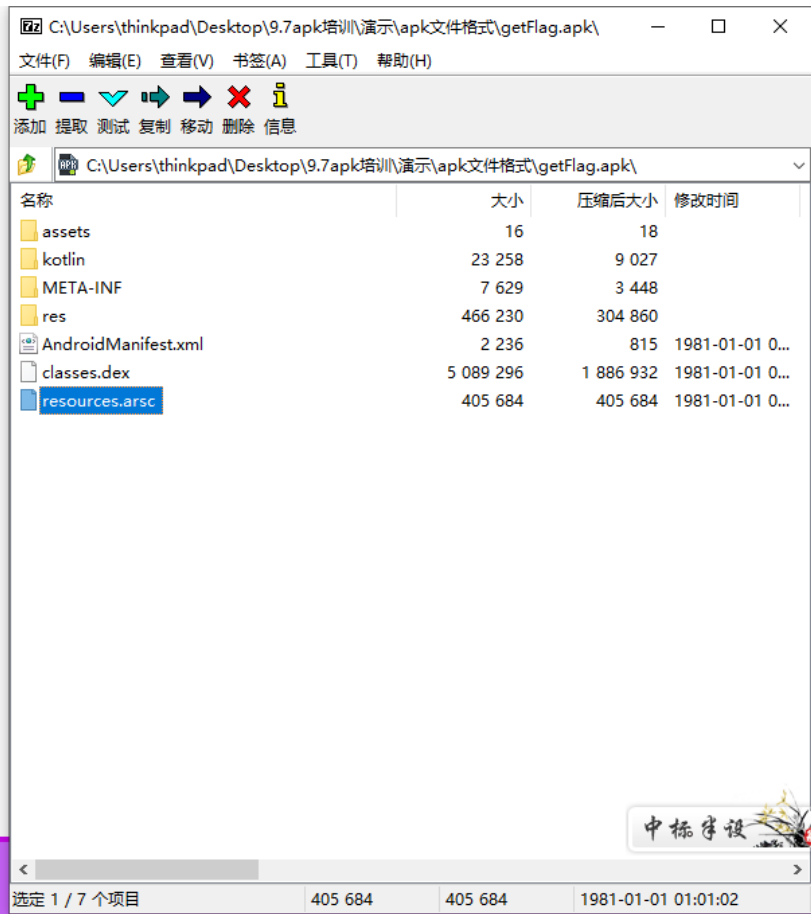 C:\Users\thinkpad\Desktop\9.7apk培训\演示\apk文件格式\getFlag.apk\
文件(F) 编辑(E) 查看(V) 书签(A) 工具(T) 帮助(H)
添加 提取 测试 复制 移动 删除 信息
C:\Users\thinkpad\Desktop\9.7apk培训\演示\apk文件格式\getFlag.apk\
名称 大小 压缩后大小 修改时间
assets 16 18
kotlin 23 258 9 027
META-INF 7 629 3 448
res 466 230 304 860
AndroidManifest.xml 2 236 815 1981-01-01 0...
classes.dex 5 089 296 1 886 932 1981-01-01 0...
resources.arsc 405 684 405 684 1981-01-01 0...
中标半设
选定 1 / 7 个项目 405 684 405 684 1981-01-01 01:01:02